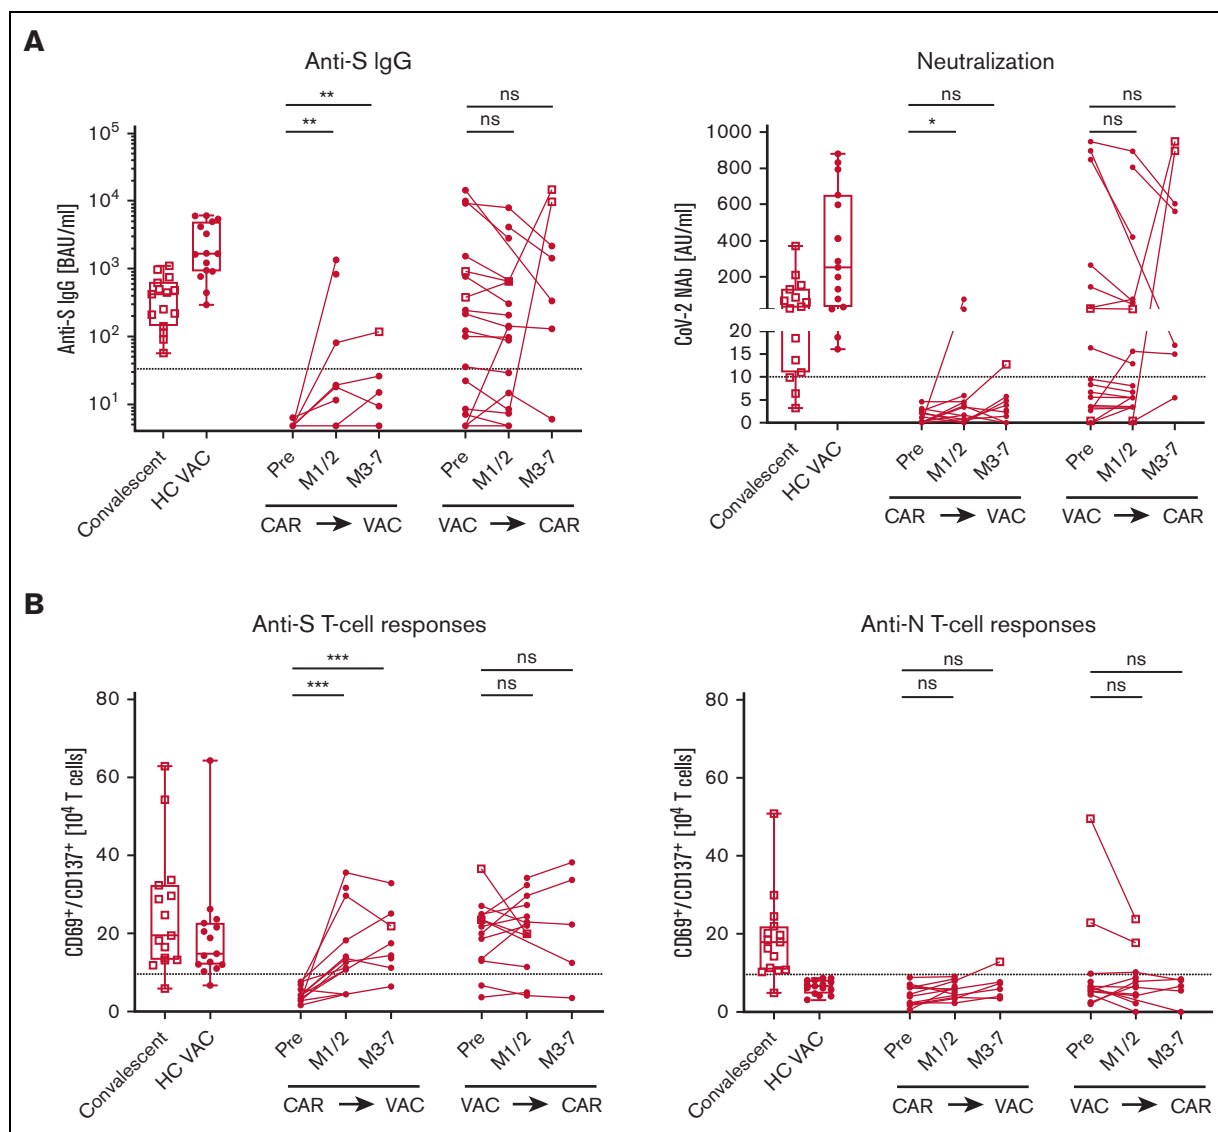 A
Anti-S IgG
Neutralization
** ns
** ns
ns ns
* ns
Anti-S IgG [BAU/ml]
10^5
10^4
10^3
10^2
10^1
Convalescent
HC VAC
Pre
M1/2
M3-7
Pre
M1/2
M3-7
CAR → VAC
VAC → CAR
CoV-2 NAb [AU/ml]
1000
800
600
400
200
20
15
10
5
0
Convalescent
HC VAC
Pre
M1/2
M3-7
Pre
M1/2
M3-7
CAR → VAC
VAC → CAR
B
Anti-S T-cell responses
Anti-N T-cell responses
*** ns
*** ns
ns ns
ns ns
CD69+/CD137+ [10^4 T cells]
80
60
40
20
0
Convalescent
HC VAC
Pre
M1/2
M3-7
Pre
M1/2
M3-7
CAR → VAC
VAC → CAR
CD69+/CD137+ [10^4 T cells]
80
60
40
20
0
Convalescent
HC VAC
Pre
M1/2
M3-7
Pre
M1/2
M3-7
CAR → VAC
VAC → CAR